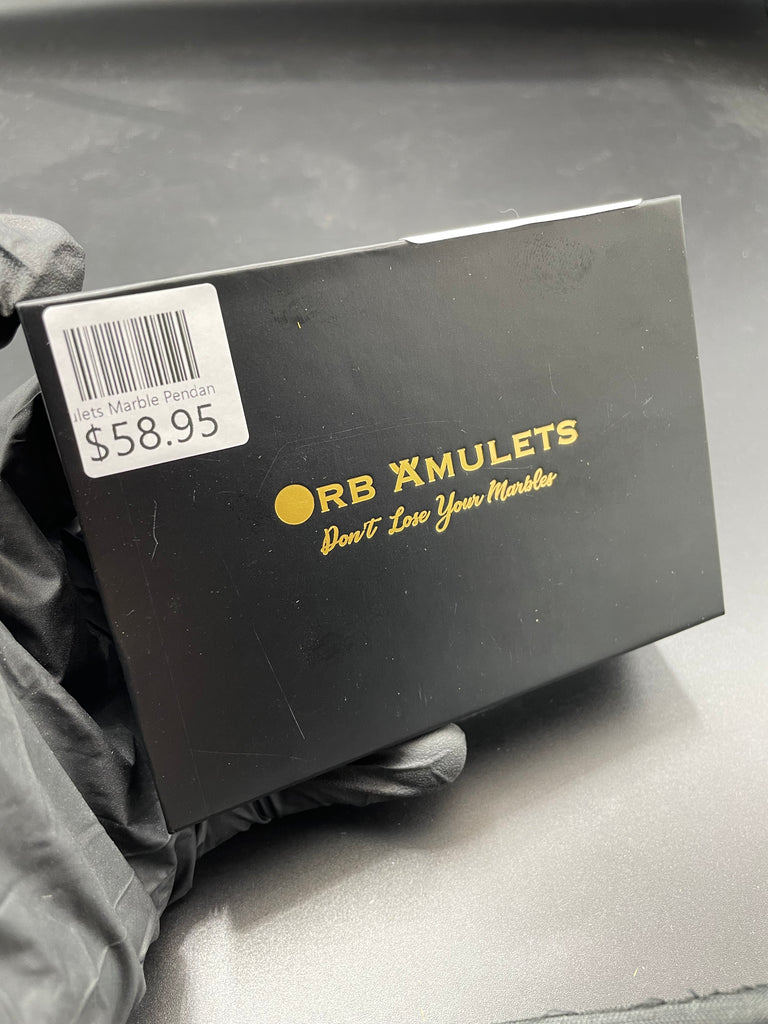 ulets Marble Pendan
$58.95
ORB AMULETS
Don't Lose Your Marbles